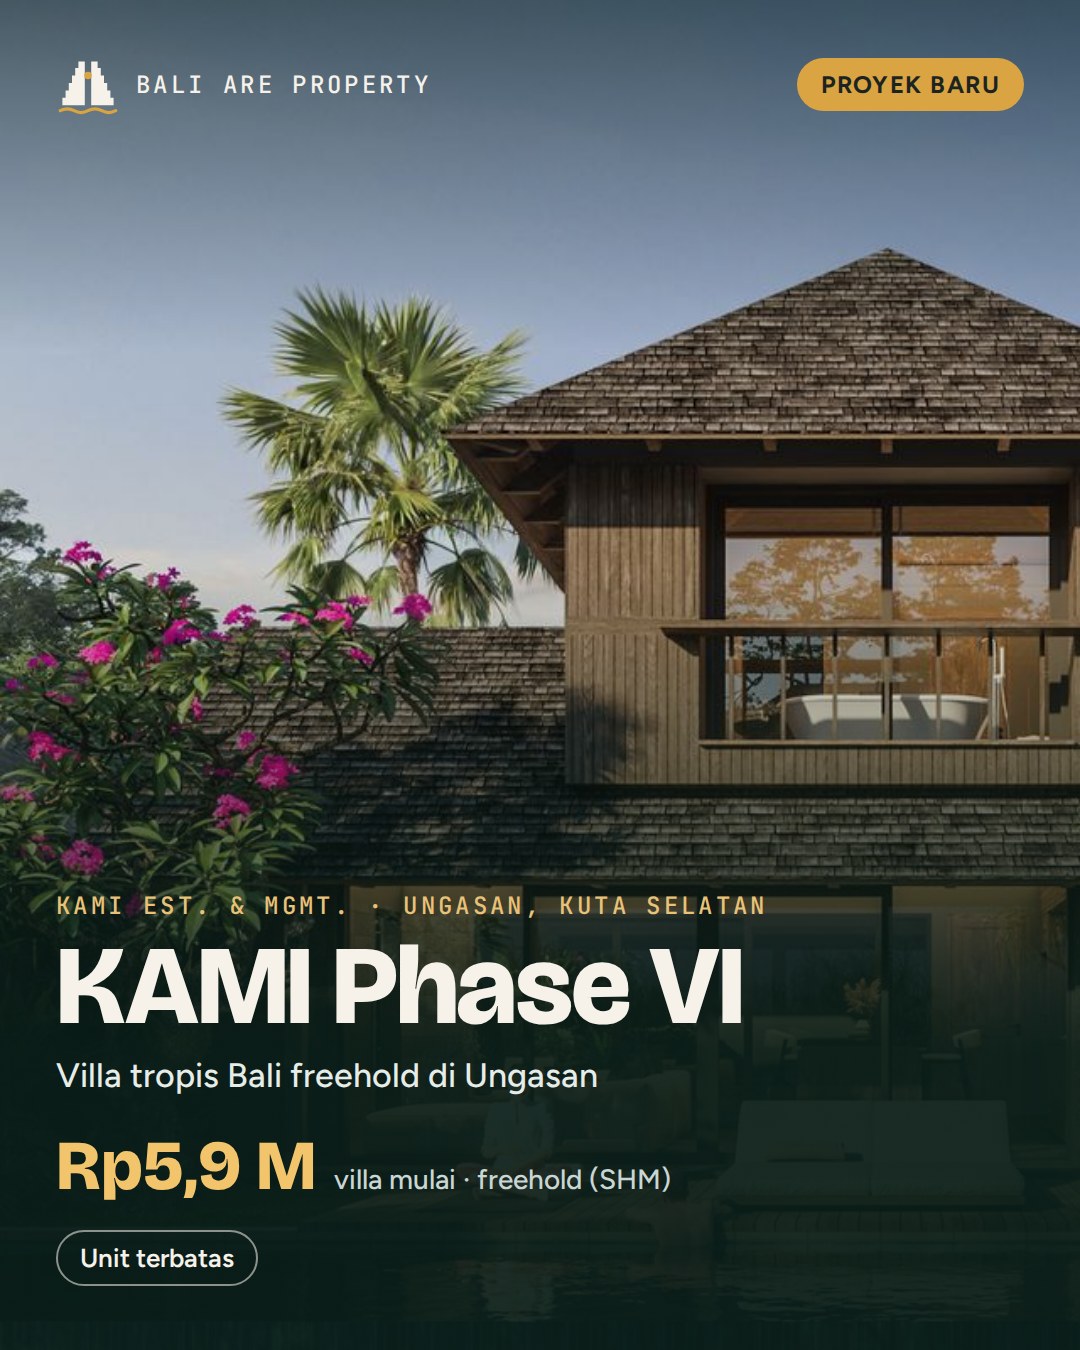 BALI ARE PROPERTY
PROYEK BARU
KAMI EST. & MGMT. · UNGASAN, KUTA SELATAN
KAMI Phase VI
Villa tropis Bali freehold di Ungasan
Rp5,9 M villa mulai · freehold (SHM)
Unit terbatas